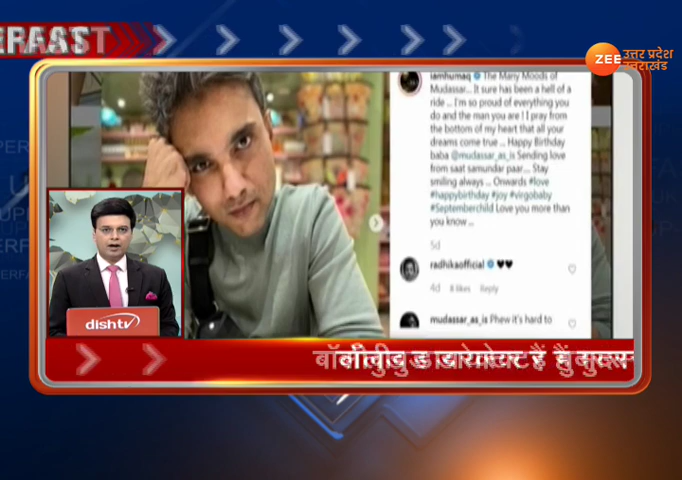 ERFAAST
ZEE उत्तर प्रदेश
उत्तराखंड
iamhumaq The Many Moods of
Mudassar... It sure has been a hell of a
ride ... I'm so proud of everything you
do and the man you are ! I pray from
the bottom of my heart that all your
dreams come true ... Happy Birthday
baba @mudassar_as_is Sending love
from saat samundar paar.... Stay
smiling always ... Onwards #love
#happybirthday #joy #virgobaby
#Septemberchild Love you more than
you know ...
5d
radhikaofficial
4d 8 likes Reply
mudassar_as_is Phew it's hard to
dishtv